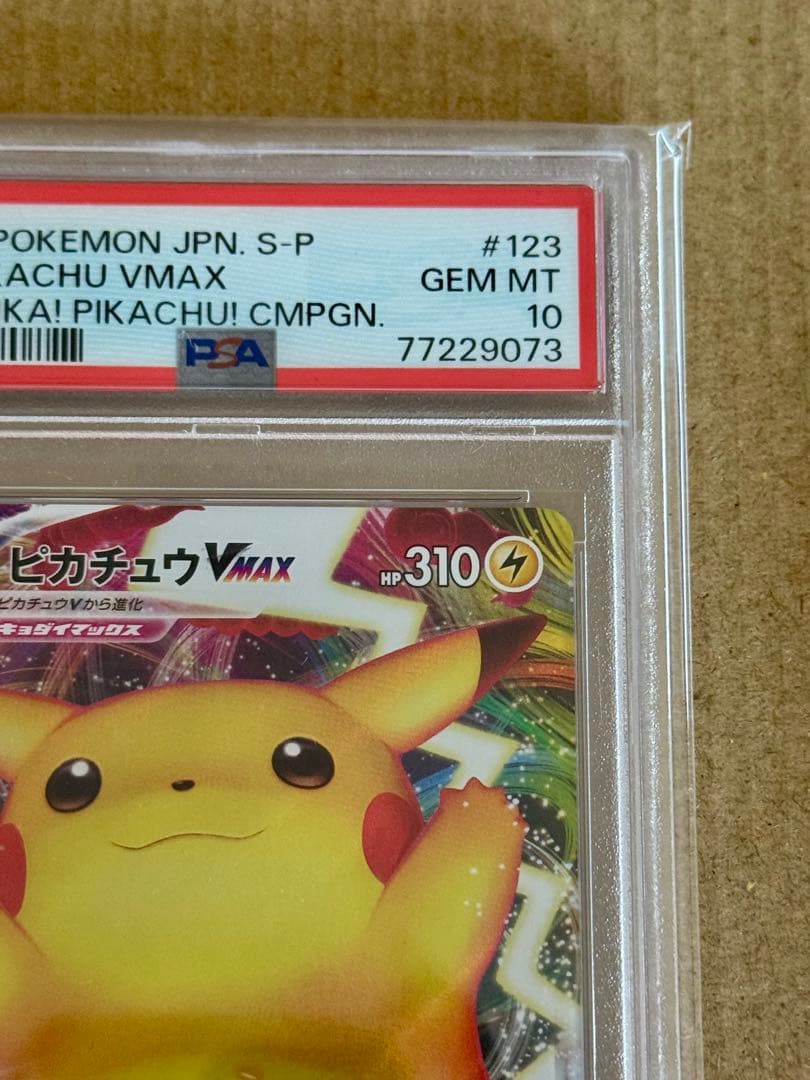 POKEMON JPN. S-P #123
KACHU VMAX GEM MT
IKA! PIKACHU! CMPGN. 10
PSA 77229073
ピカチュウVMAX HP310
ピカチュウVから進化
キョダイマックス